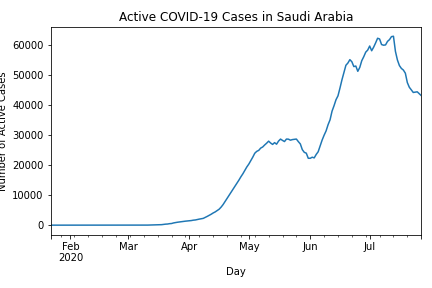 Active COVID-19 Cases in Saudi Arabia
60000
50000
40000
30000
20000
10000
0
Number of Active Cases
Feb Mar Apr May Jun Jul
2020
Day